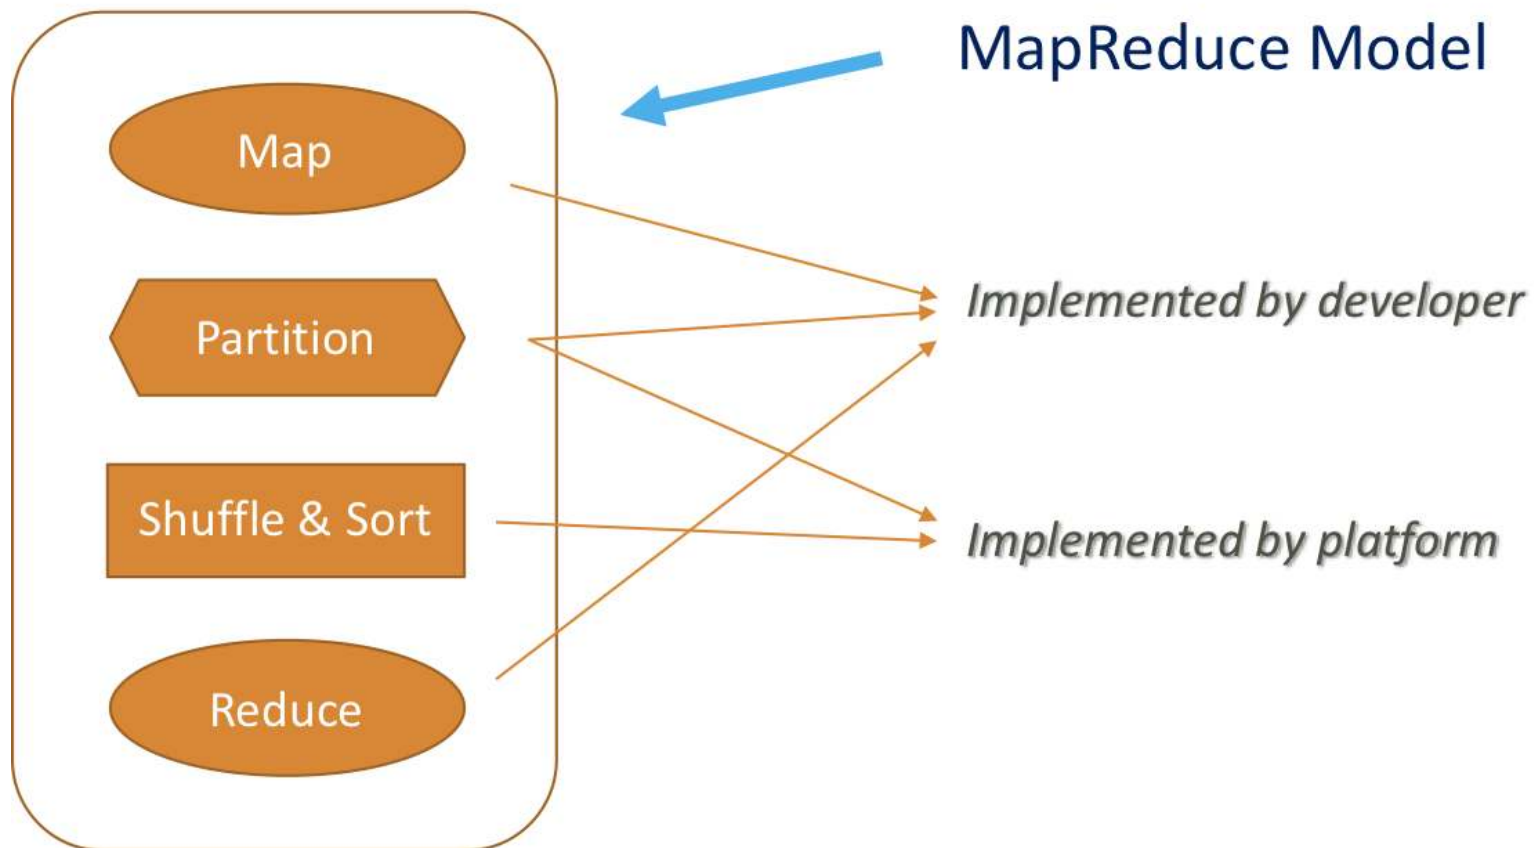 MapReduce Model
Map
Partition
Shuffle & Sort
Reduce
Implemented by developer
Implemented by platform